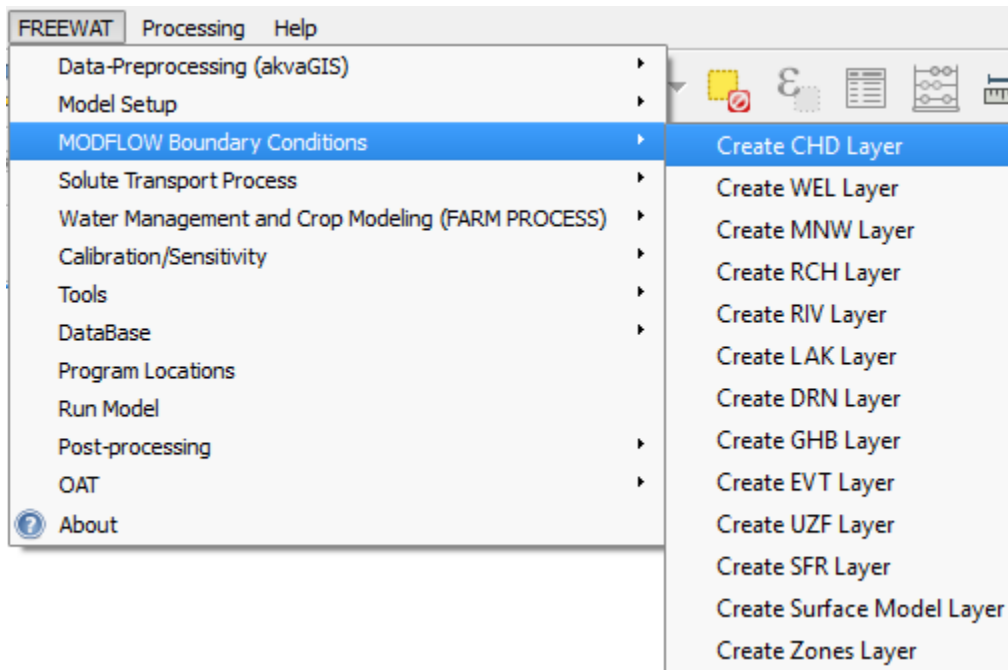 FREEWAT Processing Help
Data-Preprocessing (akvaGIS)
Model Setup
MODFLOW Boundary Conditions
Solute Transport Process
Water Management and Crop Modeling (FARM PROCESS)
Calibration/Sensitivity
Tools
DataBase
Program Locations
Run Model
Post-processing
OAT
About
Create CHD Layer
Create WEL Layer
Create MNW Layer
Create RCH Layer
Create RIV Layer
Create LAK Layer
Create DRN Layer
Create GHB Layer
Create EVT Layer
Create UZF Layer
Create SFR Layer
Create Surface Model Layer
Create Zones Layer